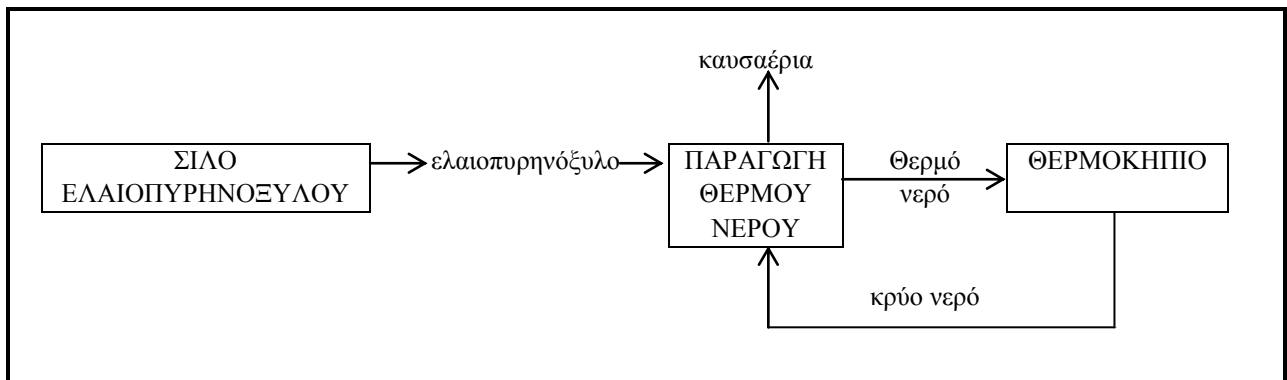 καυσαέρια
ΣΙΛΟ
ΕΛΑΙΟΠΥΡΗΝΟΞΥΛΟΥ
ελαιοπυρηνόξυλο
ΠΑΡΑΓΩΓΗ
ΘΕΡΜΟΥ
ΝΕΡΟΥ
Θερμό
νερό
ΘΕΡΜΟΚΗΠΙΟ
κρύο νερό